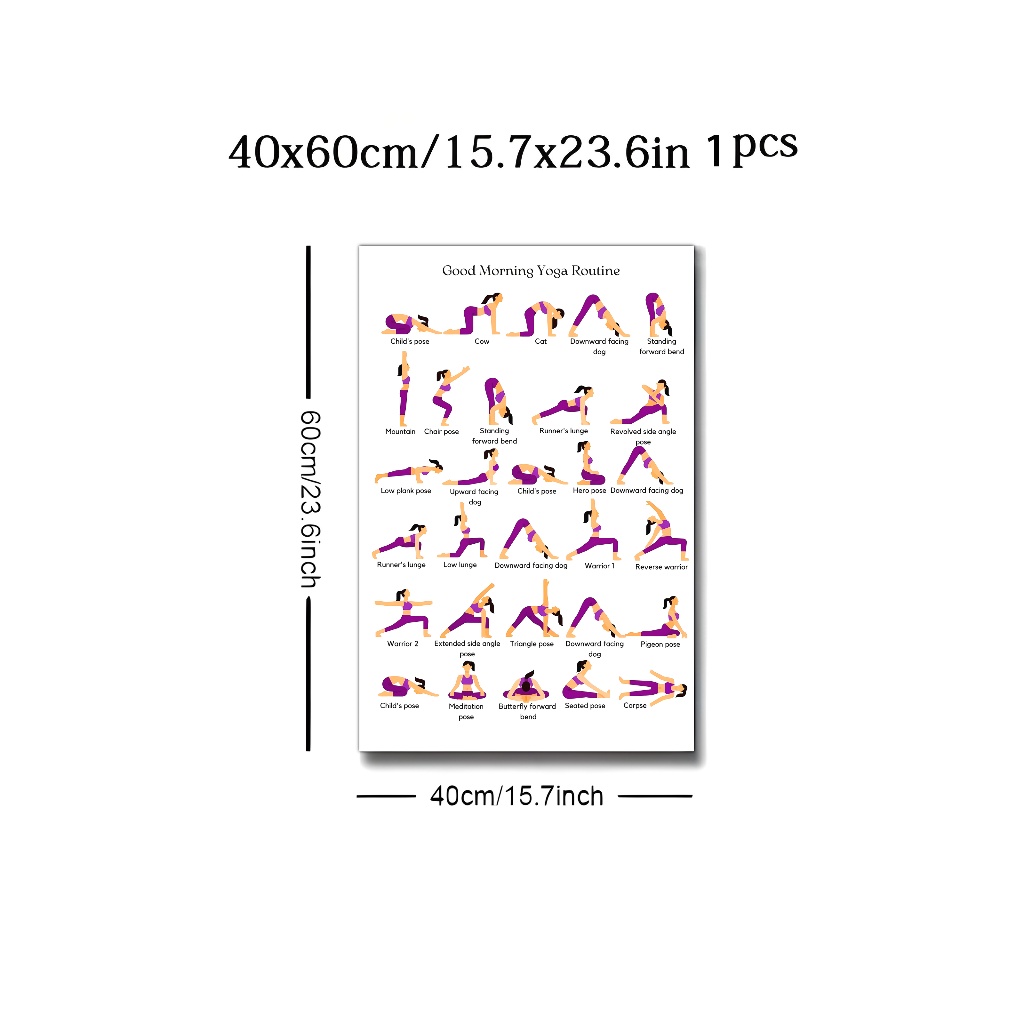 40x60cm/15.7x23.6in 1pcs
60cm/23.6inch
Good Morning Yoga Routine
Child's pose
Cow
Cat
Downward facing
dog
Standing
forward bend
Mountain
Chair pose
Standing
forward bend
Runner's lunge
Revolved side angle
pose
Low plank pose
Upward facing
dog
Child's pose
Hero pose
Downward facing dog
Runner's lunge
Low lunge
Downward facing dog
Warrior 1
Reverse warrior
Warrior 2
Extended side angle
pose
Triangle pose
Downward facing
dog
Pigeon pose
Child's pose
Meditation
pose
Butterfly forward
bend
Seated pose
Corpse
40cm/15.7inch